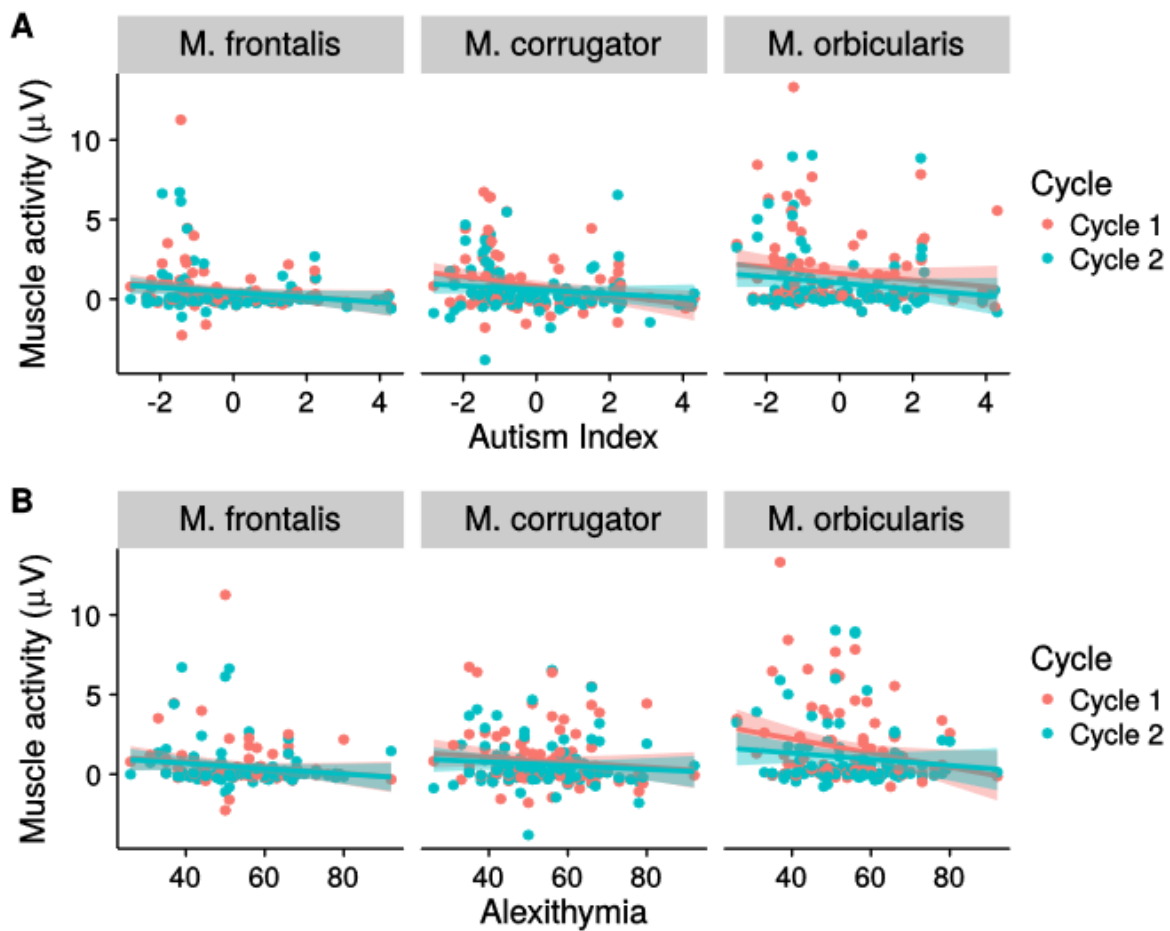 A
M. frontalis M. corrugator M. orbicularis
Muscle activity (μV)
10
5
0
-2 0 2 4 -2 0 2 4 -2 0 2 4
Autism Index
Cycle
Cycle 1
Cycle 2
B
M. frontalis M. corrugator M. orbicularis
Muscle activity (μV)
10
5
0
40 60 80 40 60 80 40 60 80
Alexithymia
Cycle
Cycle 1
Cycle 2